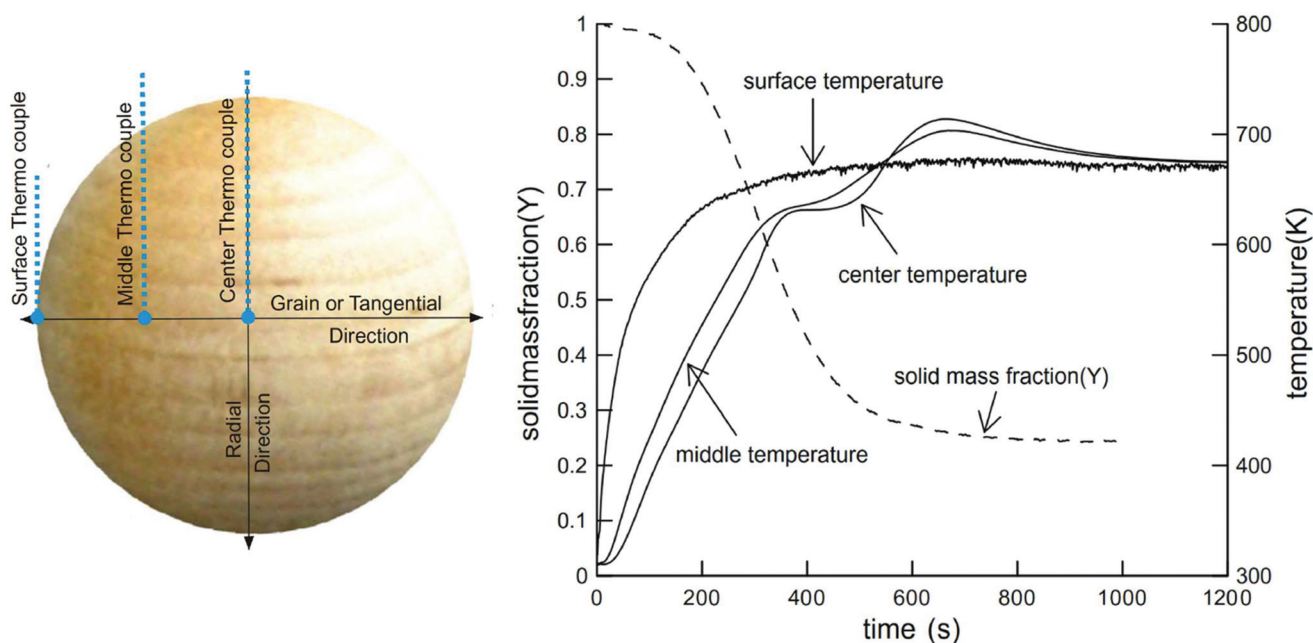 Surface Thermo couple
Middle Thermo couple
Center Thermo couple
Grain or Tangential
Direction
Radial
Direction
solidmassfraction(Y)
1
0.9
0.8
0.7
0.6
0.5
0.4
0.3
0.2
0.1
0
surface temperature
center temperature
solid mass fraction(Y)
middle temperature
800
700
600
500
400
300
temperature(K)
0
200
400
600
800
1000
1200
time (s)